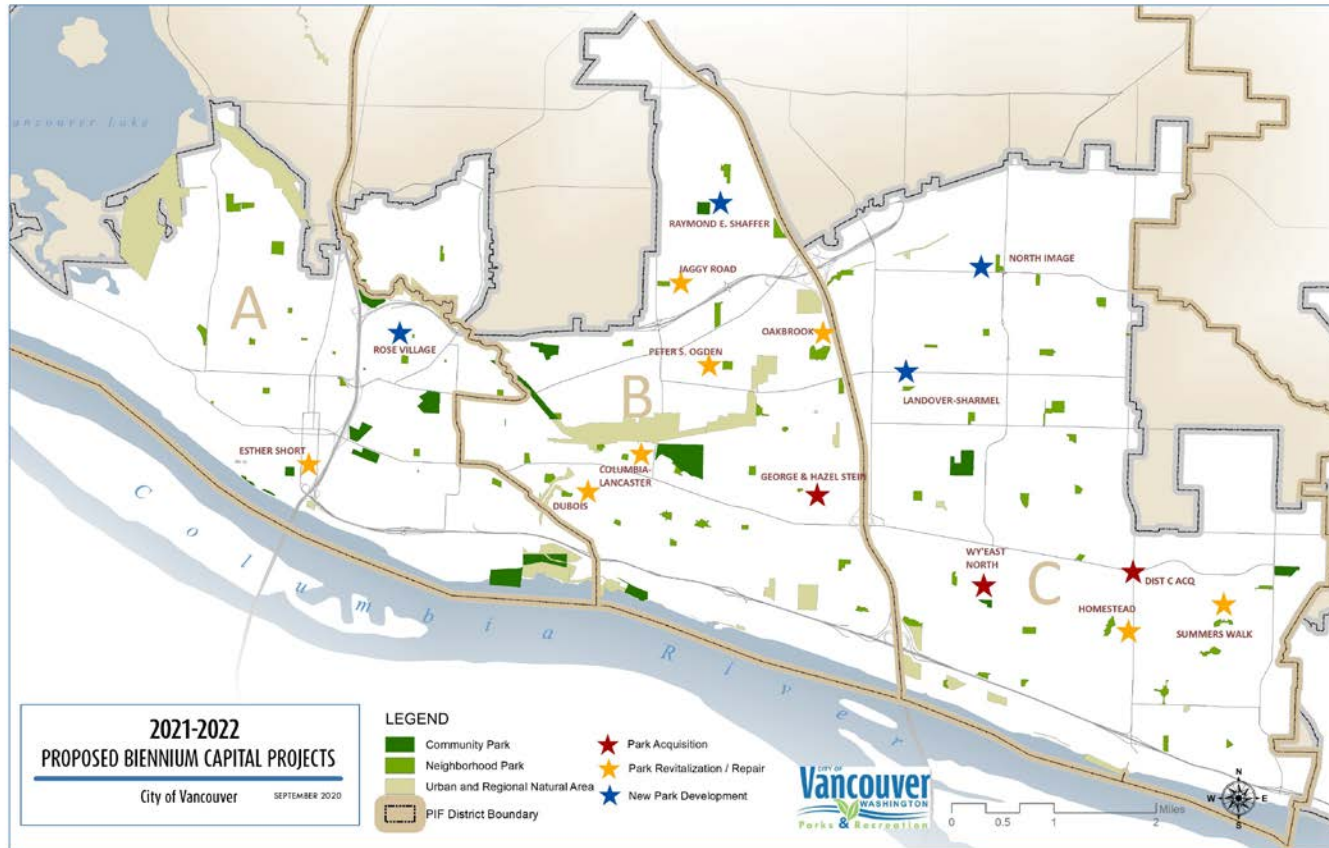 ancouver Lake
A
B
C
RAYMOND E. SHAFFER
JAGGY ROAD
NORTH IMAGE
OAKBROOK
ROSE VILLAGE
PETER S. OGDEN
LANDOVER-SHARMEL
ESTHER SHORT
COLUMBIA-
LANCASTER
GEORGE & HAZEL STEIN
DUBOIS
WY'EAST
NORTH
DIST C ACQ
HOMESTEAD
SUMMERS WALK
Columbia River
2021-2022
PROPOSED BIENNIUM CAPITAL PROJECTS
City of Vancouver SEPTEMBER 2020
LEGEND
Community Park
Neighborhood Park
Urban and Regional Natural Area
PIF District Boundary
Park Acquisition
Park Revitalization / Repair
New Park Development
CITY OF
Vancouver
WASHINGTON
Parks & Recreation
0 0.5 1 2
Miles
N
W E
S